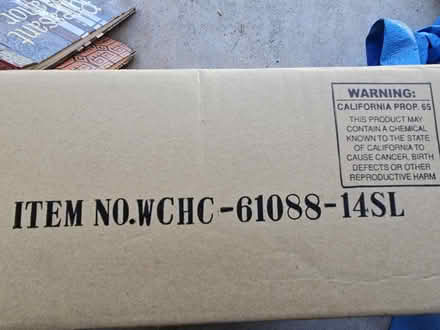 WARNING:
CALIFORNIA PROP. 65
THIS PRODUCT MAY
CONTAIN A CHEMICAL
KNOWN TO THE STATE
OF CALIFORNIA TO
CAUSE CANCER, BIRTH
DEFECTS OR OTHER
REPRODUCTIVE HARM
ITEM NO.WCHC-61088-14SL